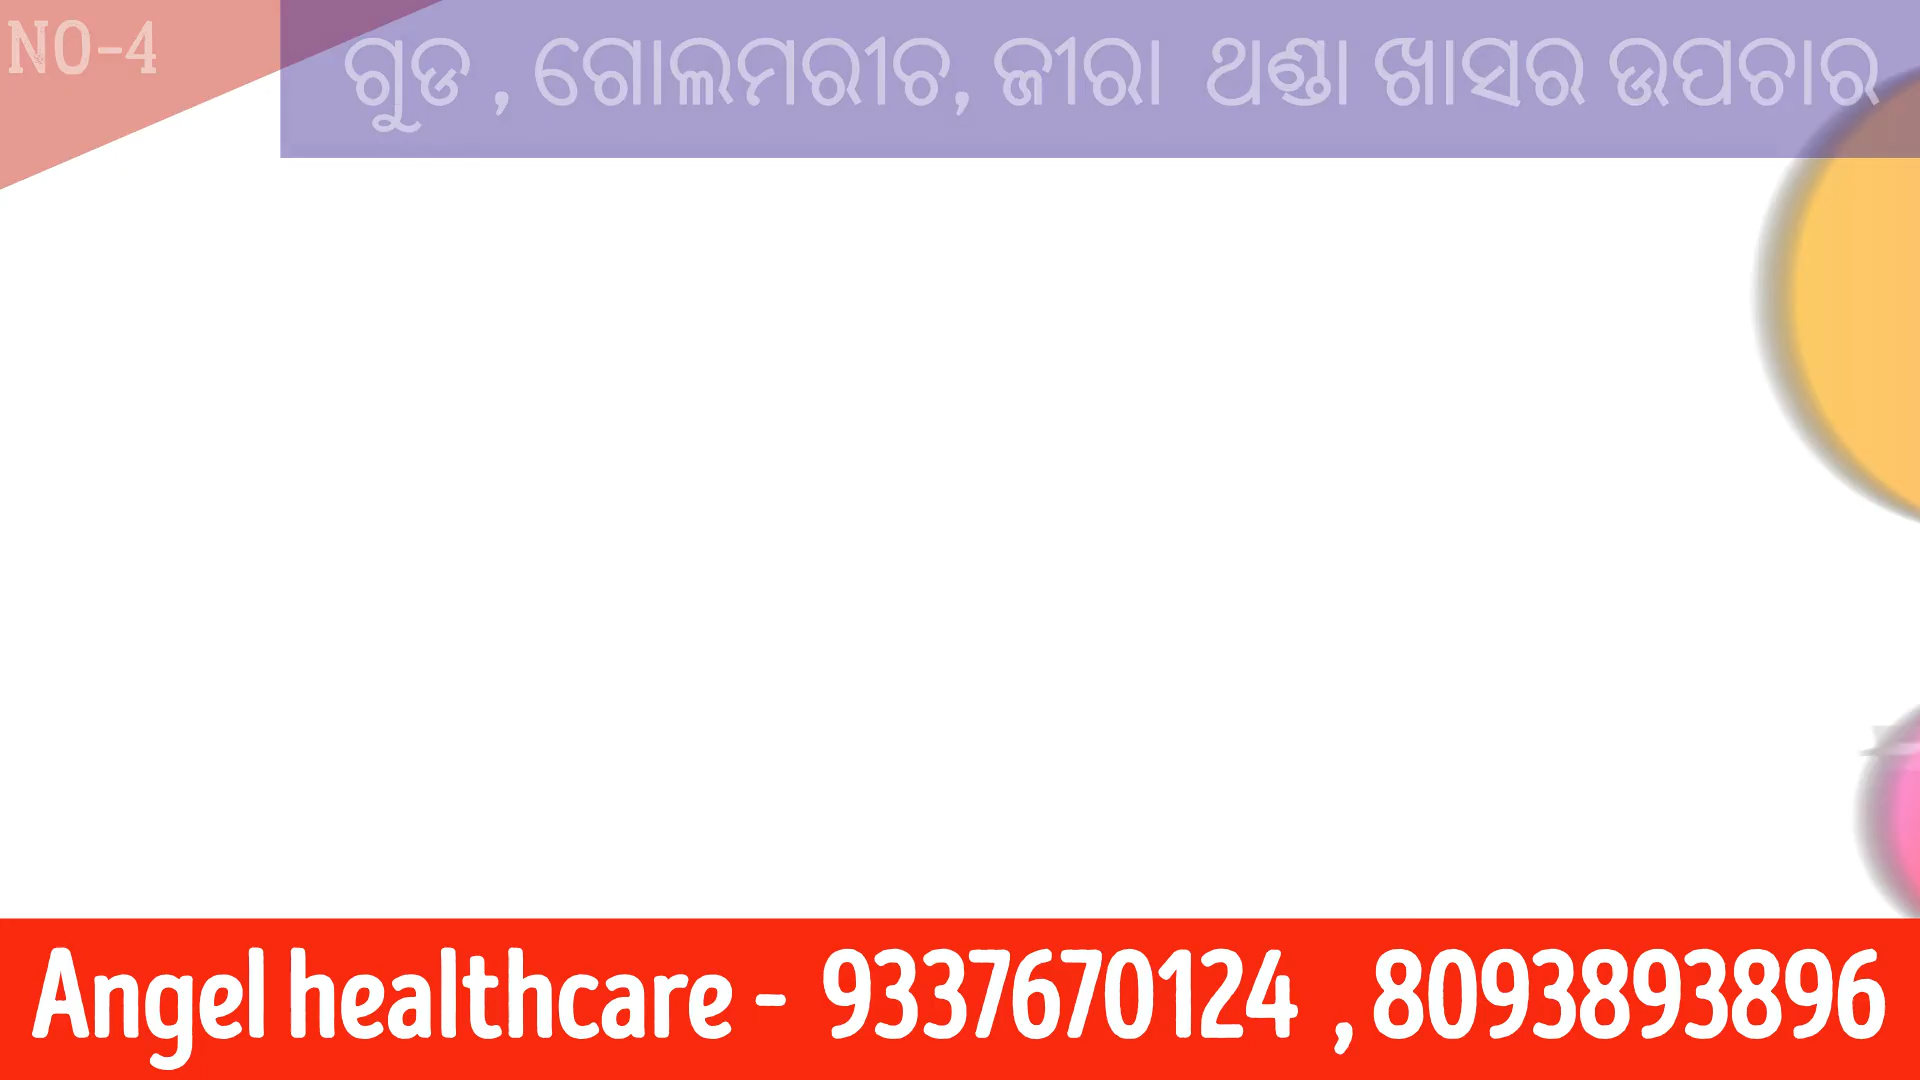 NO-4
ଗୁଡ , ଗୋଲମରୀଚ, ଜୀରା ଥଣ୍ଡା ଖାସର ଉପଚାର
Angel healthcare - 9337670124 , 8093893896